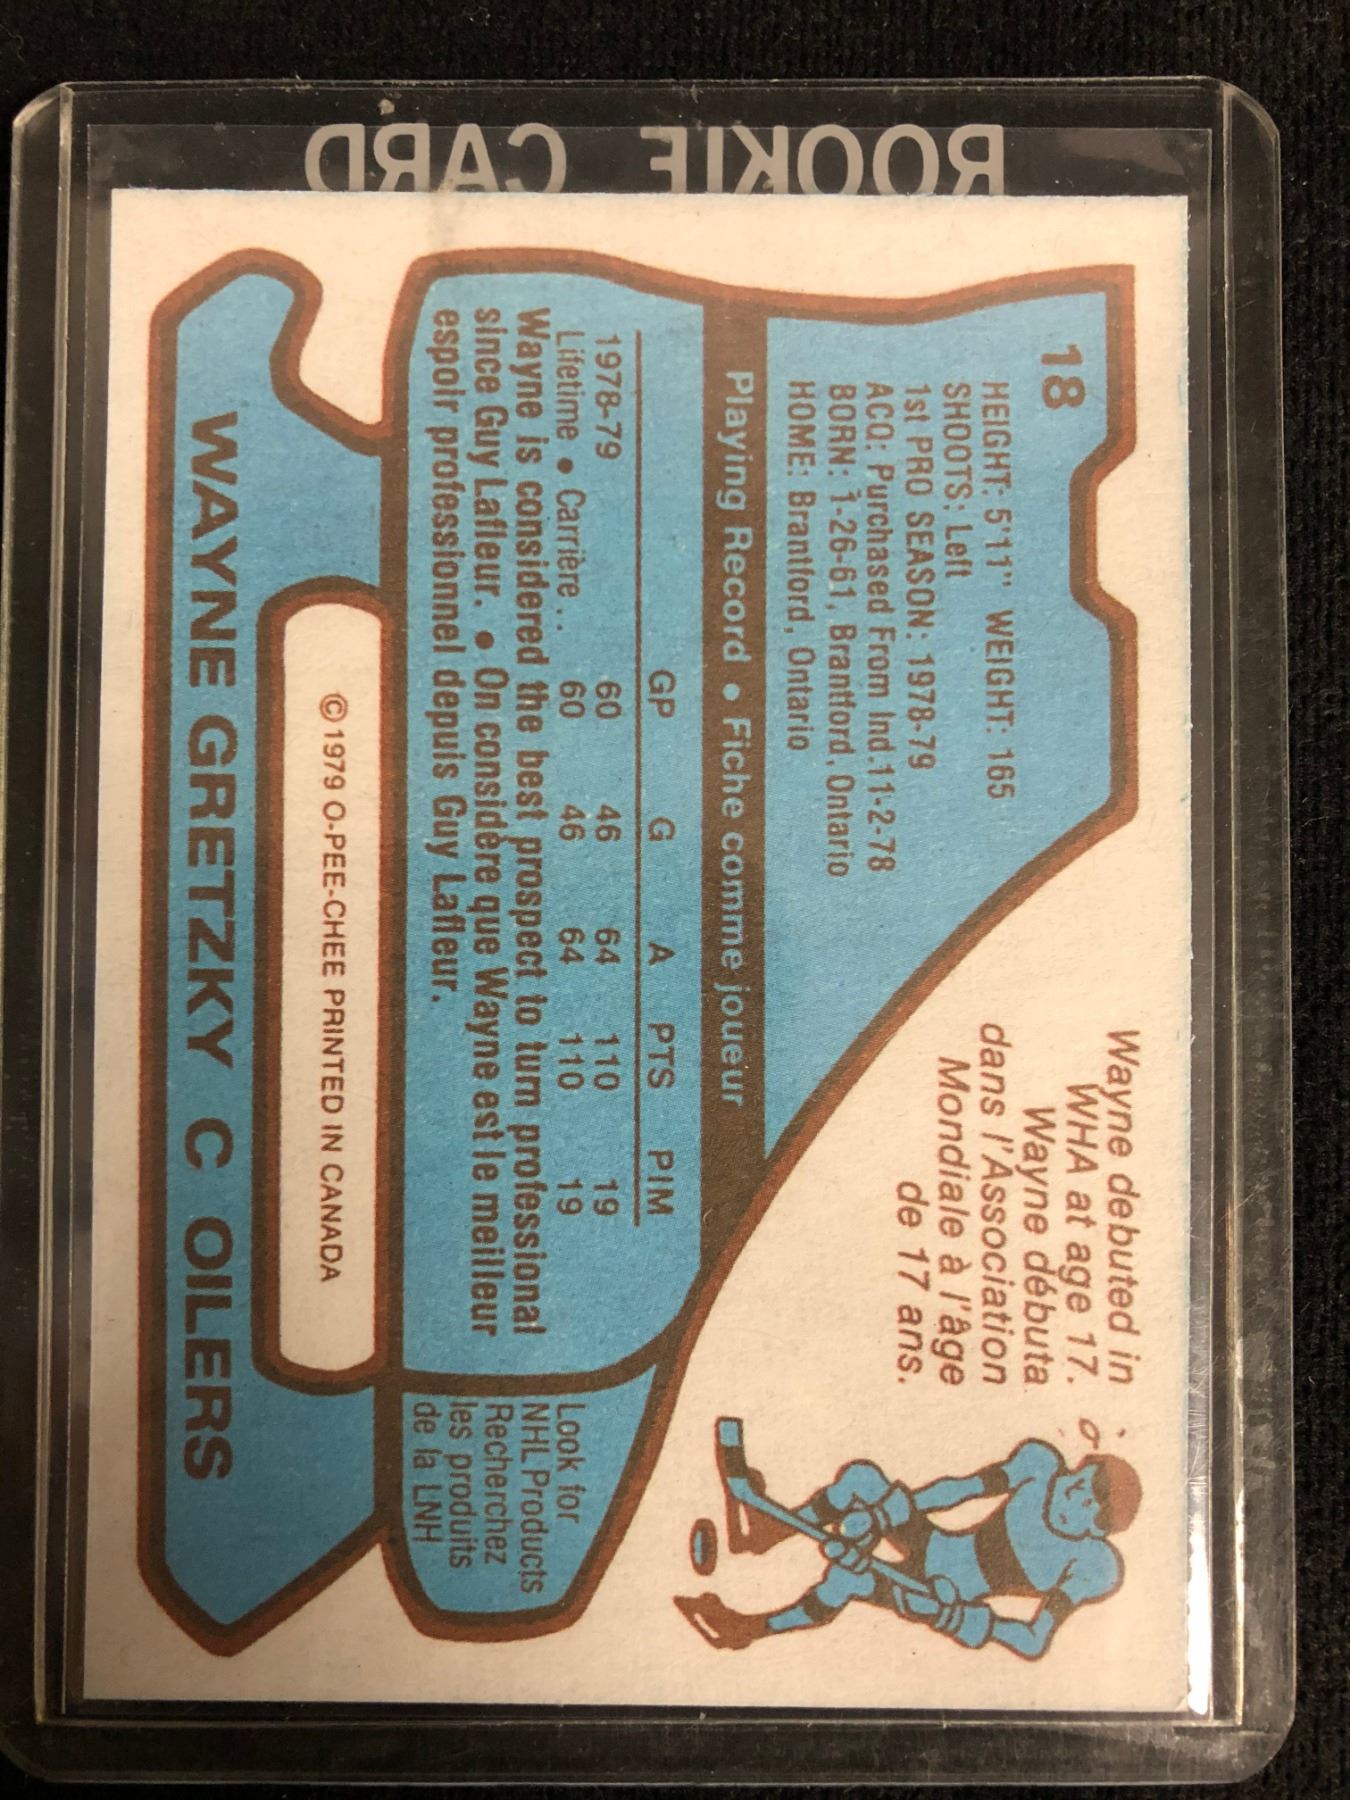 ROOKIE CARD
18
HEIGHT: 5'11" WEIGHT: 165
SHOOTS: Left
1st PRO SEASON: 1978-79
ACQ: Purchased From Ind. 11-2-78
BORN: 1-26-61, Brantford, Ontario
HOME: Brantford, Ontario
Wayne debuted in
WHA at age 17.
Wayne débuta
dans l'Association
Mondiale à l'âge
de 17 ans.
Playing Record • Fiche comme joueur
GP G A PTS PIM
1978-79 60 46 64 110 19
Lifetime • Carrière .. 60 46 64 110 19
Wayne is considered the best prospect to turn professional
since Guy Lafleur. • On considère que Wayne est le meilleur
espoir professionnel depuis Guy Lafleur.
Look for
NHL Products
Recherchez
les produits
de la LNH
© 1979 O-PEE-CHEE PRINTED IN CANADA
WAYNE GRETZKY C OILERS